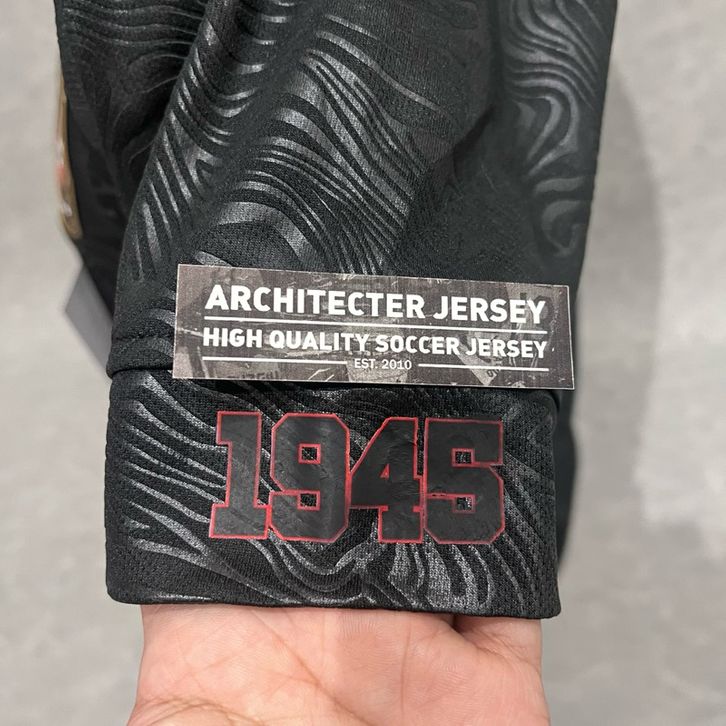 ARCHITECTER JERSEY
HIGH QUALITY SOCCER JERSEY
EST. 2010
1945